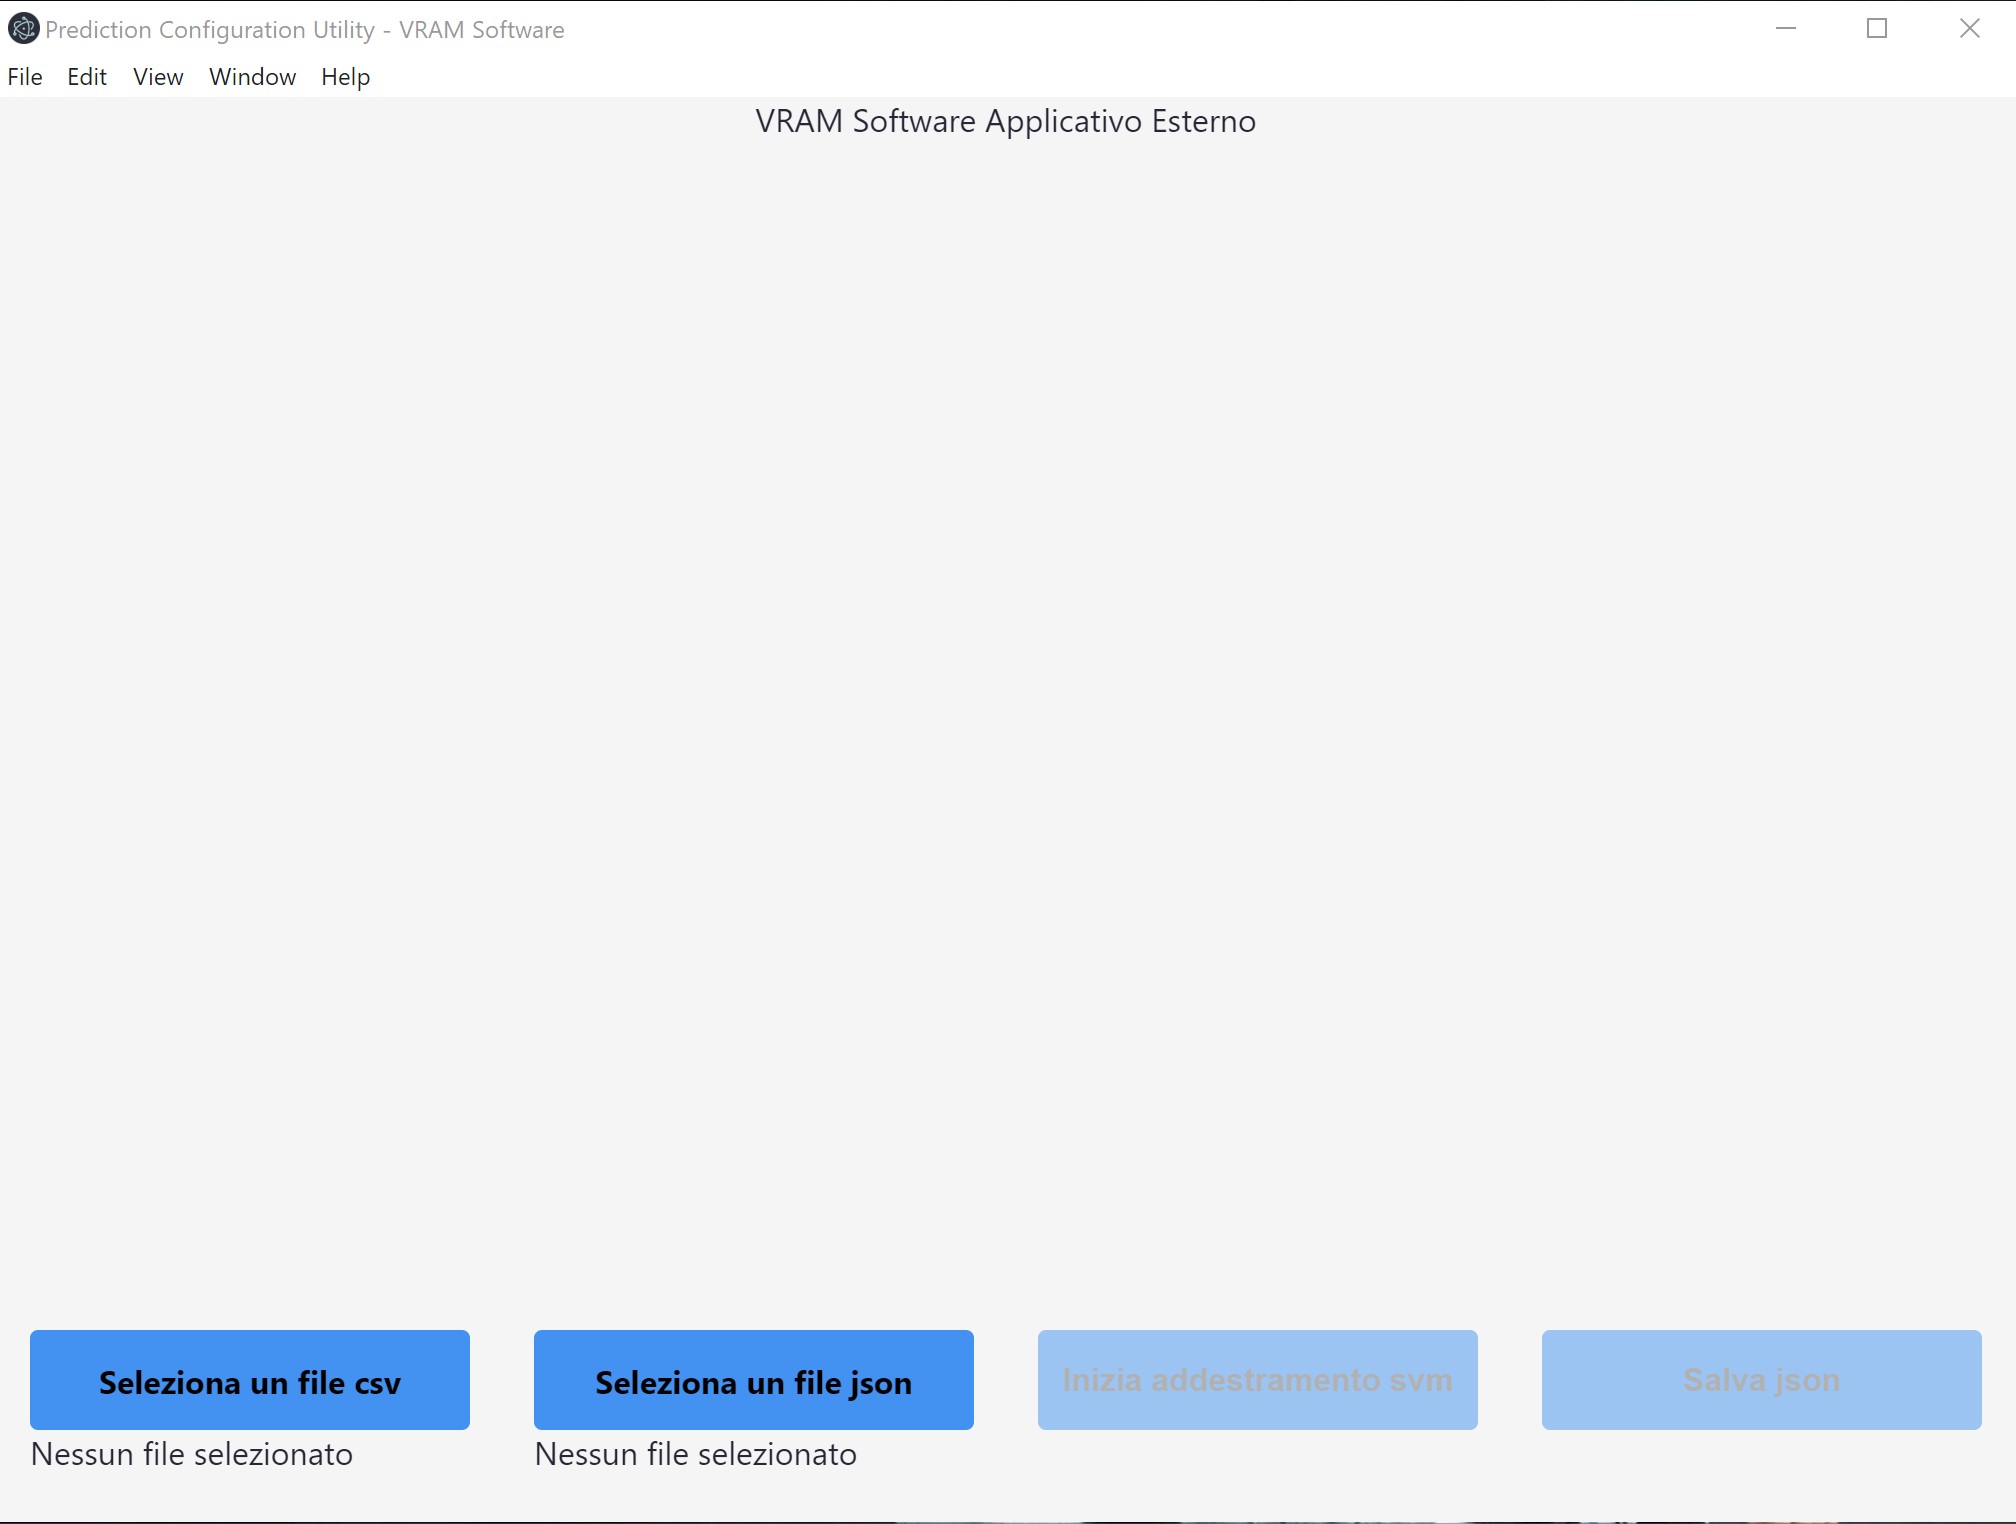 Prediction Configuration Utility - VRAM Software
File Edit View Window Help
VRAM Software Applicativo Esterno
Seleziona un file csv
Seleziona un file json
Inizia addestramento svm
Salva json
Nessun file selezionato
Nessun file selezionato